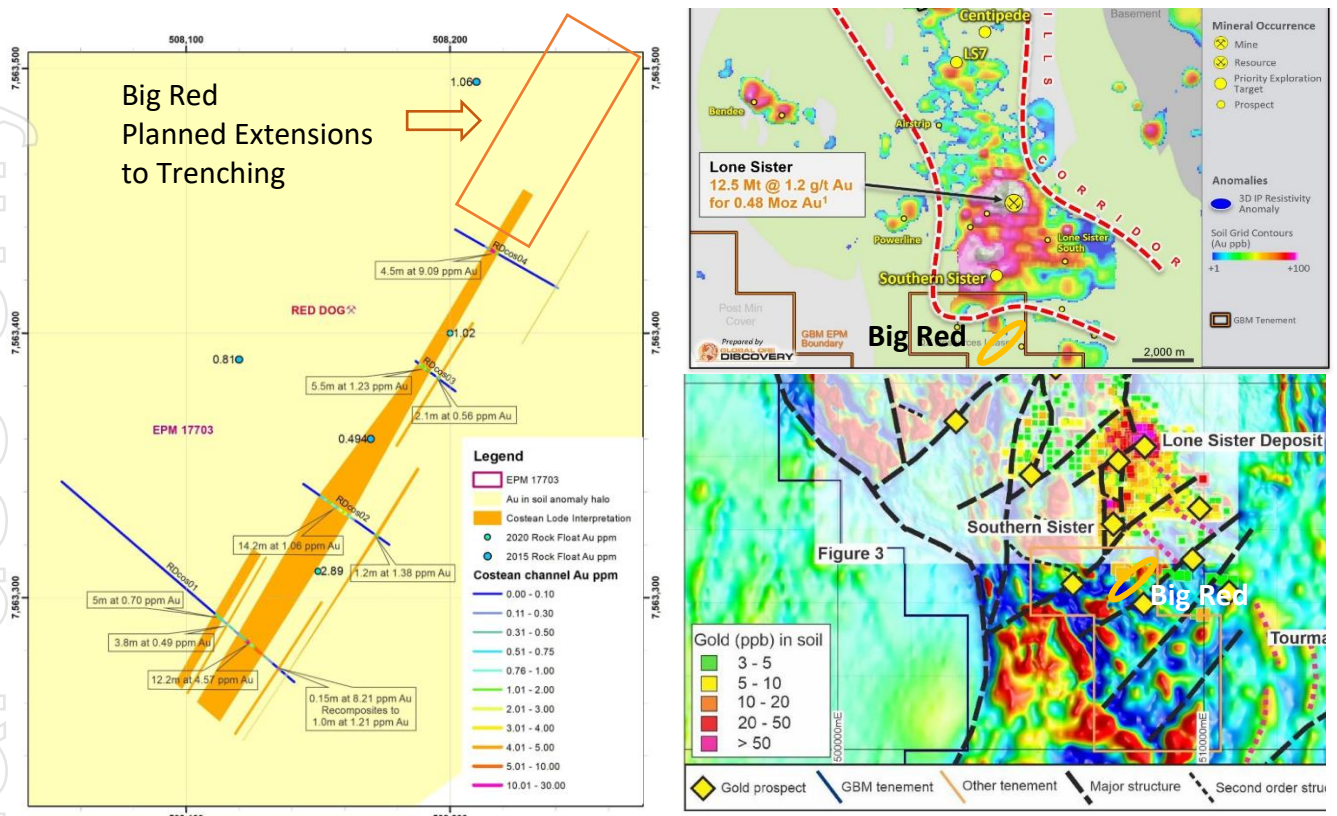 508,100
508,200
7,563,500
7,563,500
1.06
Big Red
Planned Extensions
to Trenching
RDcos04
4.5m at 9.09 ppm Au
RED DOG
7,563,400
7,563,400
1.02
0.81
RDcos03
5.5m at 1.23 ppm Au
2.1m at 0.56 ppm Au
EPM 17703
0.494
RDcos02
14.2m at 1.06 ppm Au
2.89
1.2m at 1.38 ppm Au
RDcos01
7,563,300
7,563,300
5m at 0.70 ppm Au
3.8m at 0.49 ppm Au
12.2m at 4.57 ppm Au
0.15m at 8.21 ppm Au
Recomposites to
1.0m at 1.21 ppm Au
Legend
EPM 17703
Au in soil anomaly halo
Costean Lode Interpretation
2020 Rock Float Au ppm
2015 Rock Float Au ppm
Costean channel Au ppm
0.00 - 0.10
0.11 - 0.30
0.31 - 0.50
0.51 - 0.75
0.76 - 1.00
1.01 - 2.00
2.01 - 3.00
3.01 - 4.00
4.01 - 5.00
5.01 - 10.00
10.01 - 30.00
Centipede
LS7
Bendee
Airstrip
ILLS
CORRIDOR
Basement
Lone Sister
12.5 Mt @ 1.2 g/t Au
for 0.48 Moz Au¹
Powerline
Lone Sister
South
Southern Sister
Post Min
Cover
GBM EPM
Boundary
Big Red
Prepared by
GLOBAL ORE
DISCOVERY
2,000 m
Mineral Occurrence
Mine
Resource
Priority Exploration
Target
Prospect
Anomalies
3D IP Resistivity
Anomaly
Soil Grid Contours
(Au ppb)
+1
+100
GBM Tenement
Lone Sister Deposit
Southern Sister
Figure 3
Big Red
Tourma
Gold (ppb) in soil
3 - 5
5 - 10
10 - 20
20 - 50
> 50
500000mE
510000mE
Gold prospect
GBM tenement
Other tenement
Major structure
Second order stru